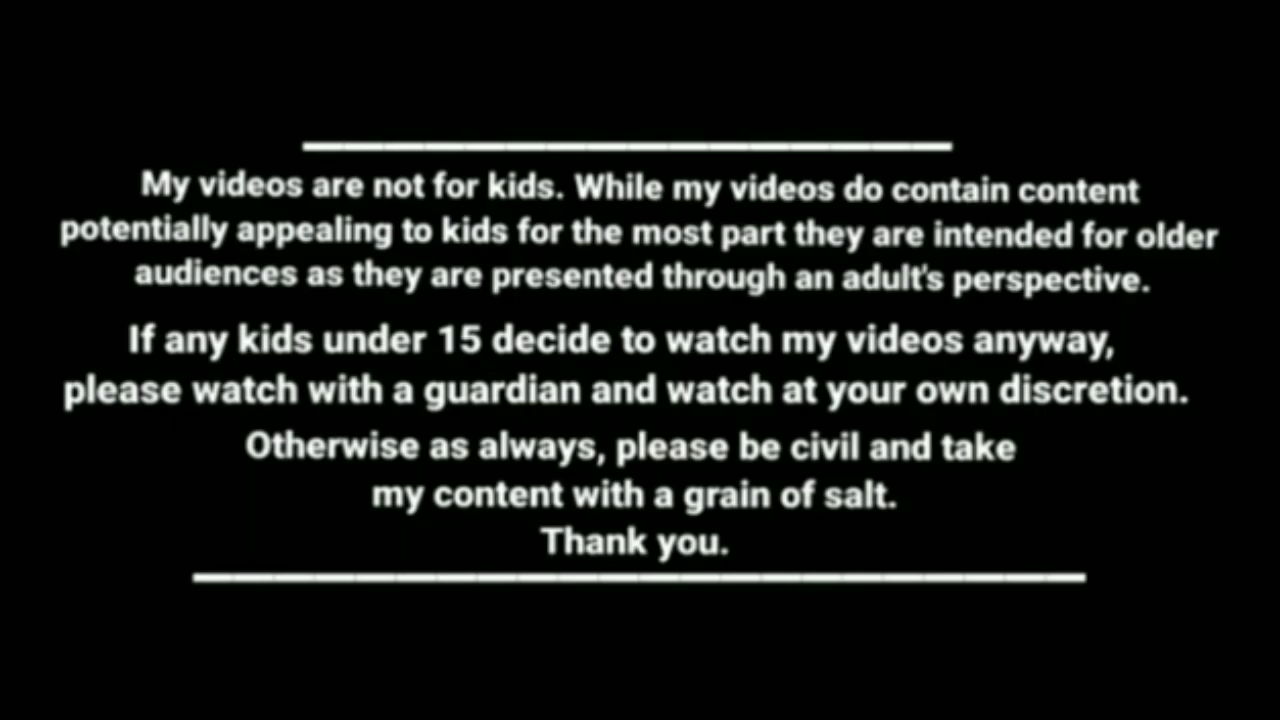 My videos are not for kids. While my videos do contain content
potentially appealing to kids for the most part they are intended for older
audiences as they are presented through an adult's perspective.
If any kids under 15 decide to watch my videos anyway,
please watch with a guardian and watch at your own discretion.
Otherwise as always, please be civil and take
my content with a grain of salt.
Thank you.